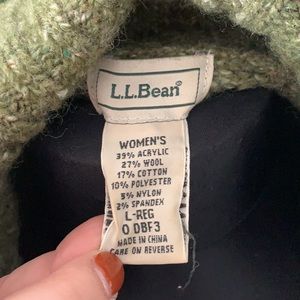 L.L.Bean®
WOMEN'S
39% ACRYLIC
27% WOOL
17% COTTON
10% POLYESTER
5% NYLON
2% SPANDEX
L-REG
0 DBF3
MADE IN CHINA
CARE ON REVERSE